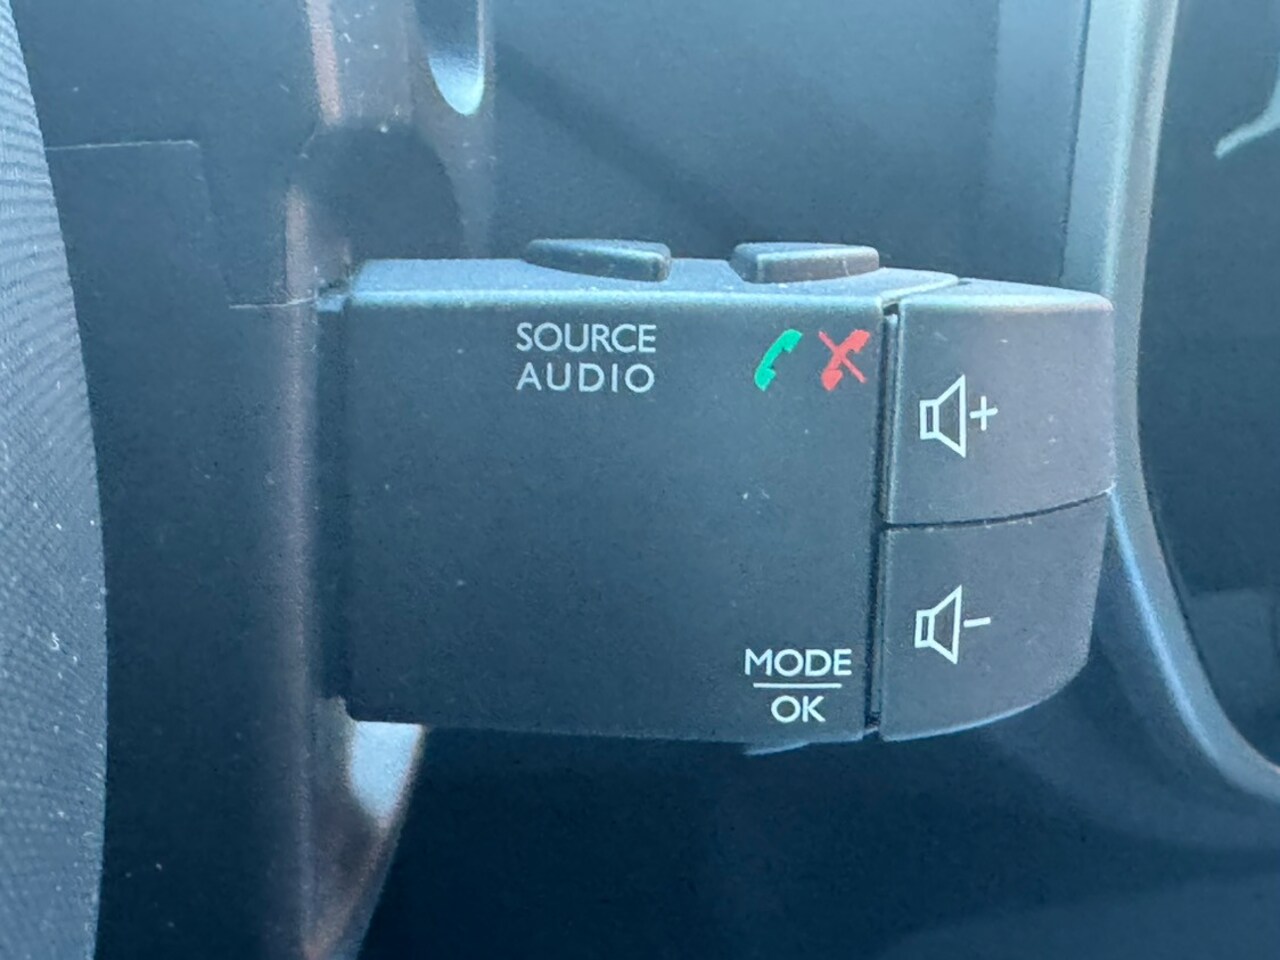 SOURCE
AUDIO
+
-
MODE
OK